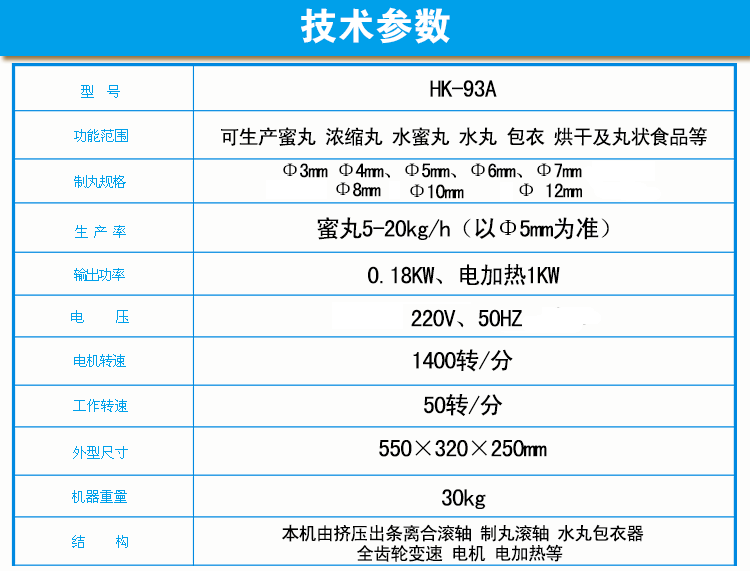 技术参数
型 号 HK-93A
功能范围 可生产蜜丸 浓缩丸 水蜜丸 水丸 包衣 烘干及丸状食品等
制丸规格 Φ3mm Φ4mm、Φ5mm、Φ6mm、Φ7mm
Φ8mm Φ10mm Φ 12mm
生 产 率 蜜丸5-20kg/h（以Φ5mm为准）
输出功率 0.18KW、电加热1KW
电 压 220V、50HZ
电机转速 1400转/分
工作转速 50转/分
外型尺寸 550×320×250mm
机器重量 30kg
结 构 本机由挤压出条离合滚轴 制丸滚轴 水丸包衣器
全齿轮变速 电机 电加热等